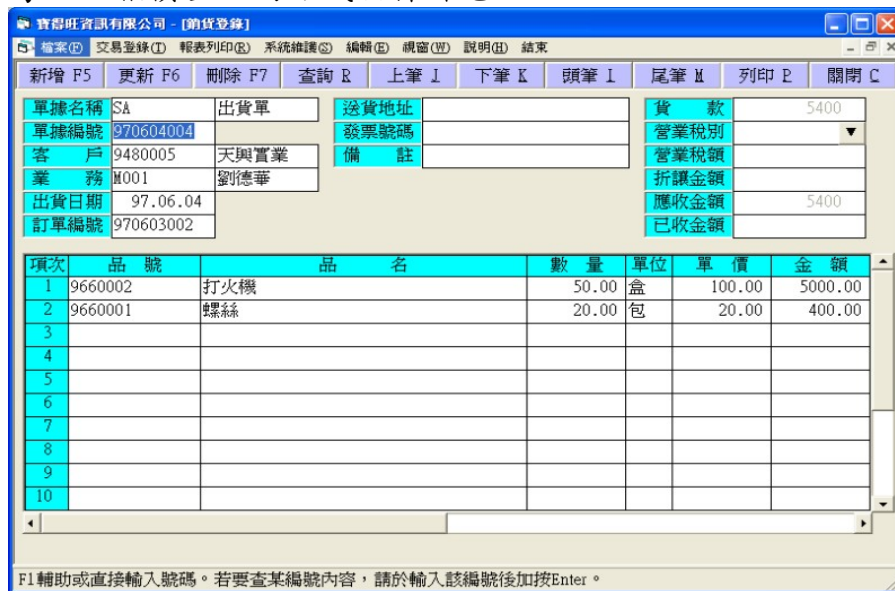 寶得旺資訊有限公司 - [銷貨登錄]
檔案(F) 交易登錄(T) 報表列印(R) 系統維護(S) 編輯(E) 視窗(W) 說明(H) 結束
新增 F5 更新 F6 刪除 F7 查詢 R 上筆 J 下筆 K 頭筆 I 尾筆 M 列印 P 關閉 C
單據名稱 SA 出貨單 送貨地址 貨款 5400
單據編號 970604004 發票號碼 營業稅別
客戶 9480005 天興實業 備註 營業稅額
業務 M001 劉德華 折讓金額
出貨日期 97.06.04 應收金額 5400
訂單編號 970603002 已收金額
項次 品號 品名 數量 單位 單價 金額
1 9660002 打火機 50.00 盒 100.00 5000.00
2 9660001 螺絲 20.00 包 20.00 400.00
3
4
5
6
7
8
9
10
F1輔助或直接輸入號碼。若要查某編號內容，請於輸入該編號後加按Enter。